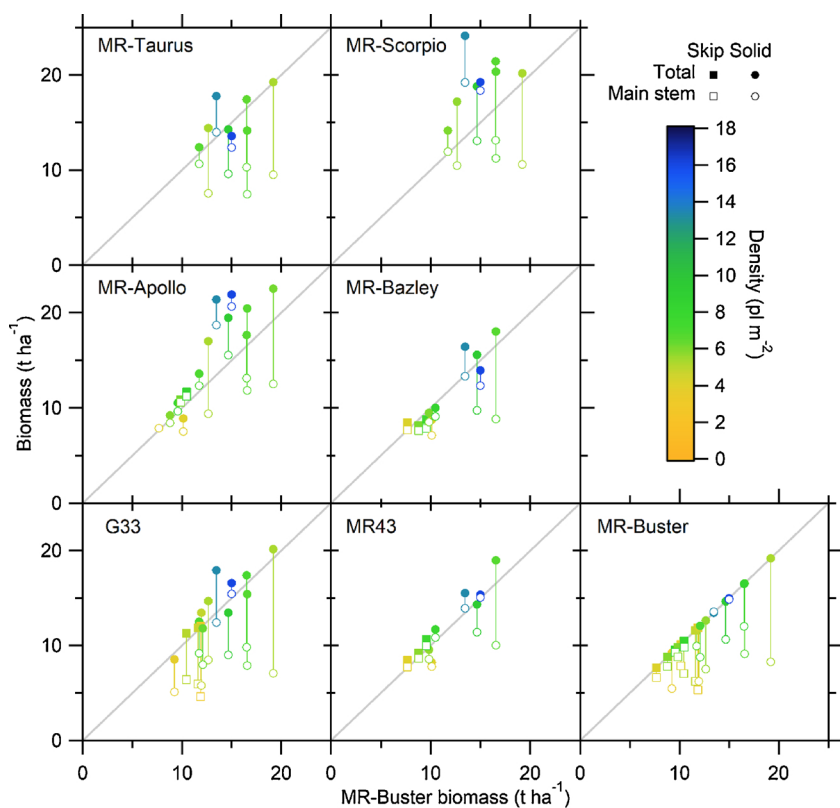 MR-Taurus
MR-Scorpio
Skip Solid
Total
Main stem
20
10
0
18
16
14
12
10
8
6
4
2
0
Density (pl m-2)
MR-Apollo
MR-Bazley
20
10
0
Biomass (t ha-1)
G33
MR43
MR-Buster
20
10
0
0 10 20 0 10 20 0 10 20
MR-Buster biomass (t ha-1)